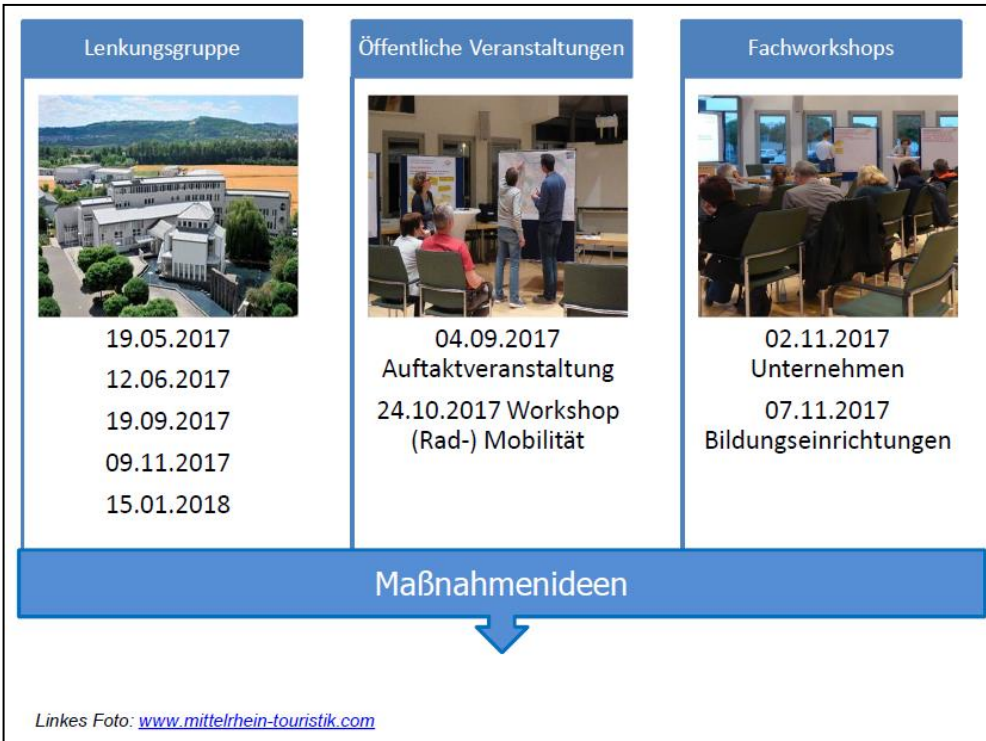 Lenkungsgruppe
19.05.2017
12.06.2017
19.09.2017
09.11.2017
15.01.2018
Öffentliche Veranstaltungen
04.09.2017
Auftaktveranstaltung
24.10.2017 Workshop
(Rad-) Mobilität
Fachworkshops
02.11.2017
Unternehmen
07.11.2017
Bildungseinrichtungen
Maßnahmenideen
Linkes Foto: www.mittelrhein-touristik.com